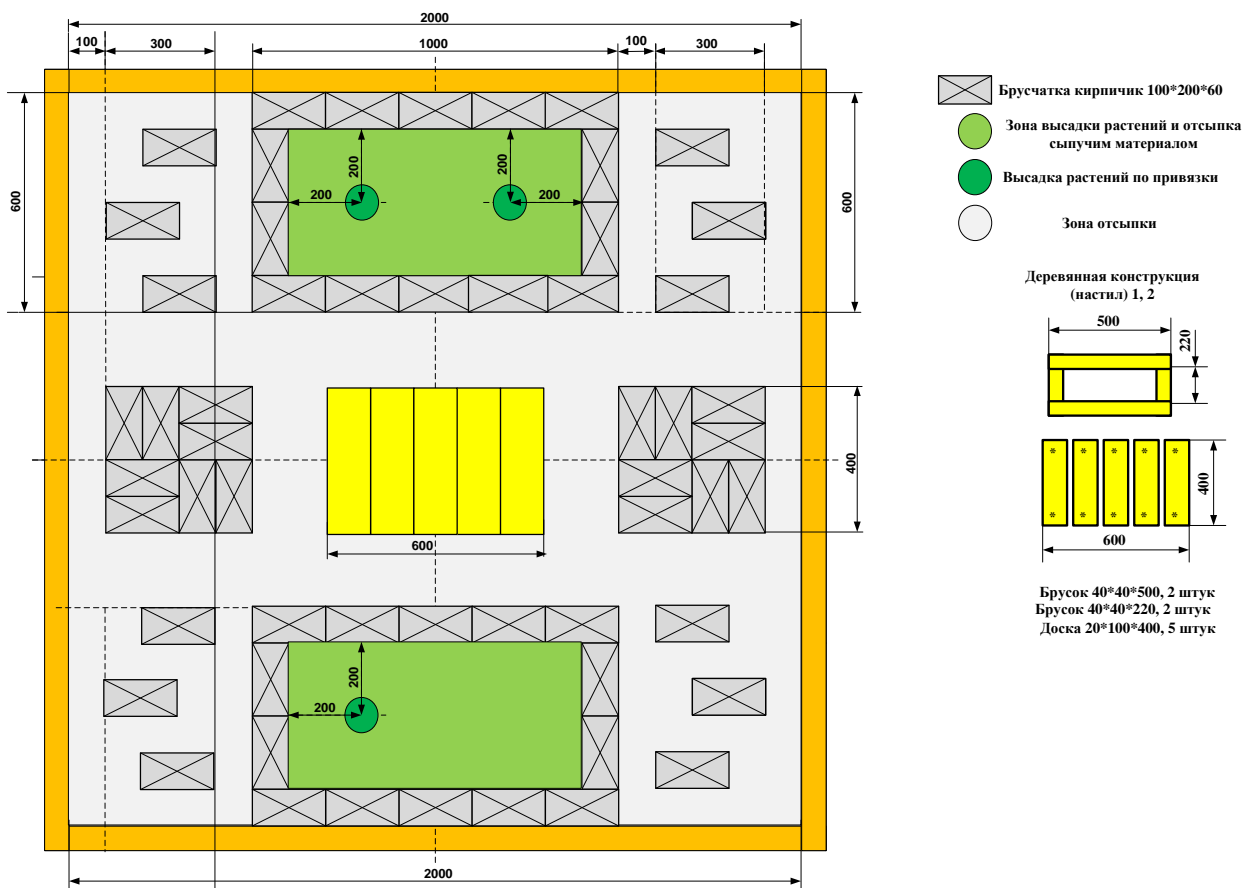 2000
100
300
1000
100
300
Брусчатка кирпичик 100*200*60
Зона высадки растений и отсыпка
сыпучим материалом
Высадка растений по привязки
Зона отсыпки
600
200
200
200
200
600
Деревянная конструкция
(настил) 1, 2
500
220
400
600
400
600
* * * * *
* * * * *
Брусок 40*40*500, 2 штук
Брусок 40*40*220, 2 штук
Доска 20*100*400, 5 штук
200
200
2000